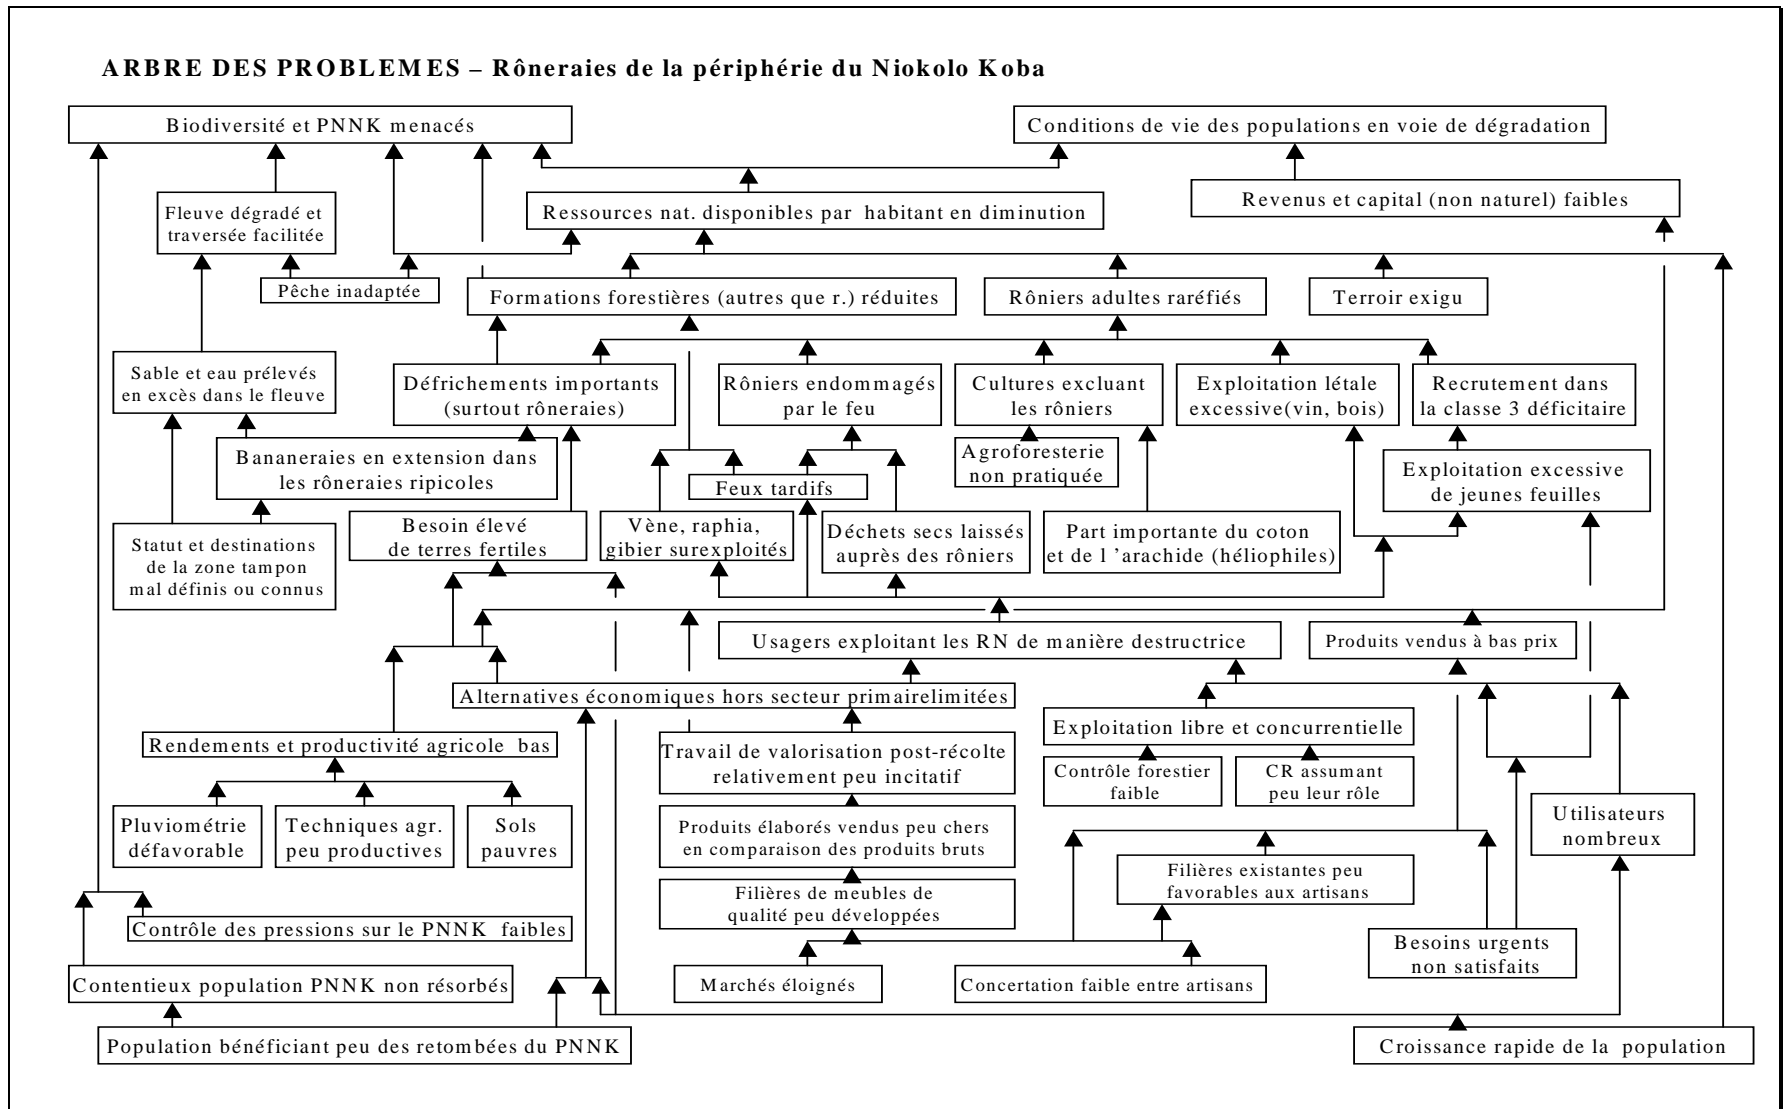 ARBRE DES PROBLEMES – Rôneraies de la périphérie du Niokolo Koba
Biodiversité et PNNK menacés
Conditions de vie des populations en voie de dégradation
Fleuve dégradé et
traversée facilitée
Ressources nat. disponibles par habitant en diminution
Revenus et capital (non naturel) faibles
Pêche inadaptée
Formations forestières (autres que r.) réduites
Rôniers adultes raréfiés
Terroir exigu
Sable et eau prélevés
en excès dans le fleuve
Défrichements importants
(surtout rôneraies)
Rôniers endommagés
par le feu
Cultures excluant
les rôniers
Exploitation létale
excessive(vin, bois)
Recrutement dans
la classe 3 déficitaire
Bananeraies en extension dans
les rôneraies ripicoles
Feux tardifs
Agroforesterie
non pratiquée
Exploitation excessive
de jeunes feuilles
Statut et destinations
de la zone tampon
mal définis ou connus
Besoin élevé
de terres fertiles
Vène, raphia,
gibier surexploités
Déchets secs laissés
auprès des rôniers
Part importante du coton
et de l ’arachide (héliophiles)
Usagers exploitant les RN de manière destructrice
Produits vendus à bas prix
Alternatives économiques hors secteur primairelimitées
Rendements et productivité agricole bas
Travail de valorisation post-récolte
relativement peu incitatif
Exploitation libre et concurrentielle
Contrôle forestier
faible
CR assumant
peu leur rôle
Pluviométrie
défavorable
Techniques agr.
peu productives
Sols
pauvres
Produits élaborés vendus peu chers
en comparaison des produits bruts
Utilisateurs
nombreux
Filières existantes peu
favorables aux artisans
Filières de meubles de
qualité peu développées
Contrôle des pressions sur le PNNK faibles
Besoins urgents
non satisfaits
Contentieux population PNNK non résorbés
Marchés éloignés
Concertation faible entre artisans
Population bénéficiant peu des retombées du PNNK
Croissance rapide de la population